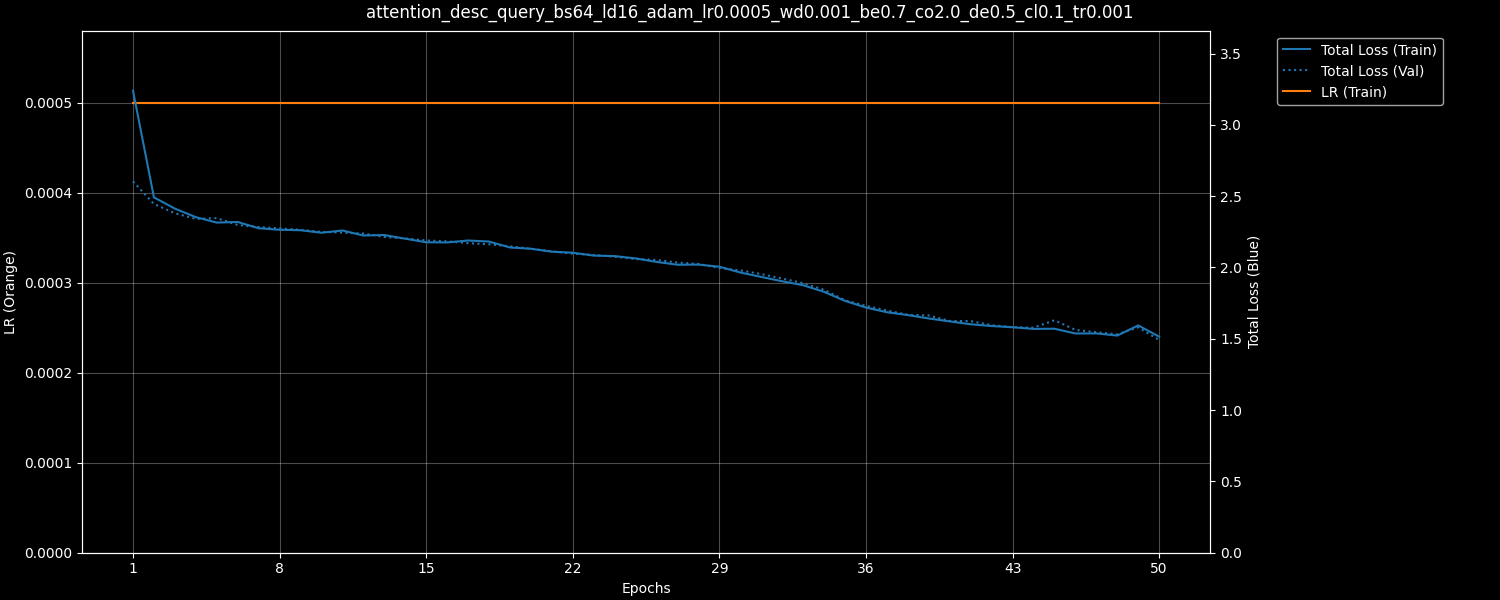 attention_desc_query_bs64_ld16_adam_lr0.0005_wd0.001_be0.7_co2.0_de0.5_cl0.1_tr0.001
Total Loss (Train)
Total Loss (Val)
LR (Train)
LR (Orange)
0.0005
0.0004
0.0003
0.0002
0.0001
0.0000
3.5
3.0
2.5
2.0
1.5
1.0
0.5
0.0
Total Loss (Blue)
1 8 15 22 29 36 43 50
Epochs